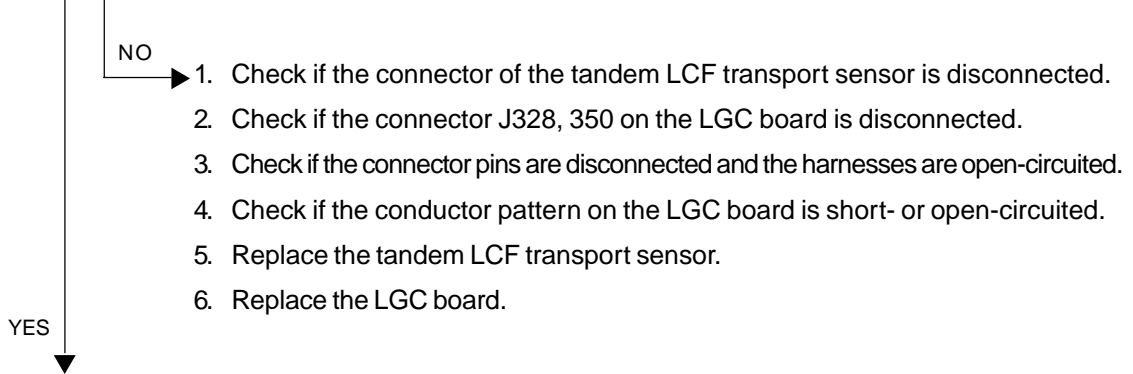 NO
1. Check if the connector of the tandem LCF transport sensor is disconnected.
2. Check if the connector J328, 350 on the LGC board is disconnected.
3. Check if the connector pins are disconnected and the harnesses are open-circuited.
4. Check if the conductor pattern on the LGC board is short- or open-circuited.
5. Replace the tandem LCF transport sensor.
6. Replace the LGC board.
YES